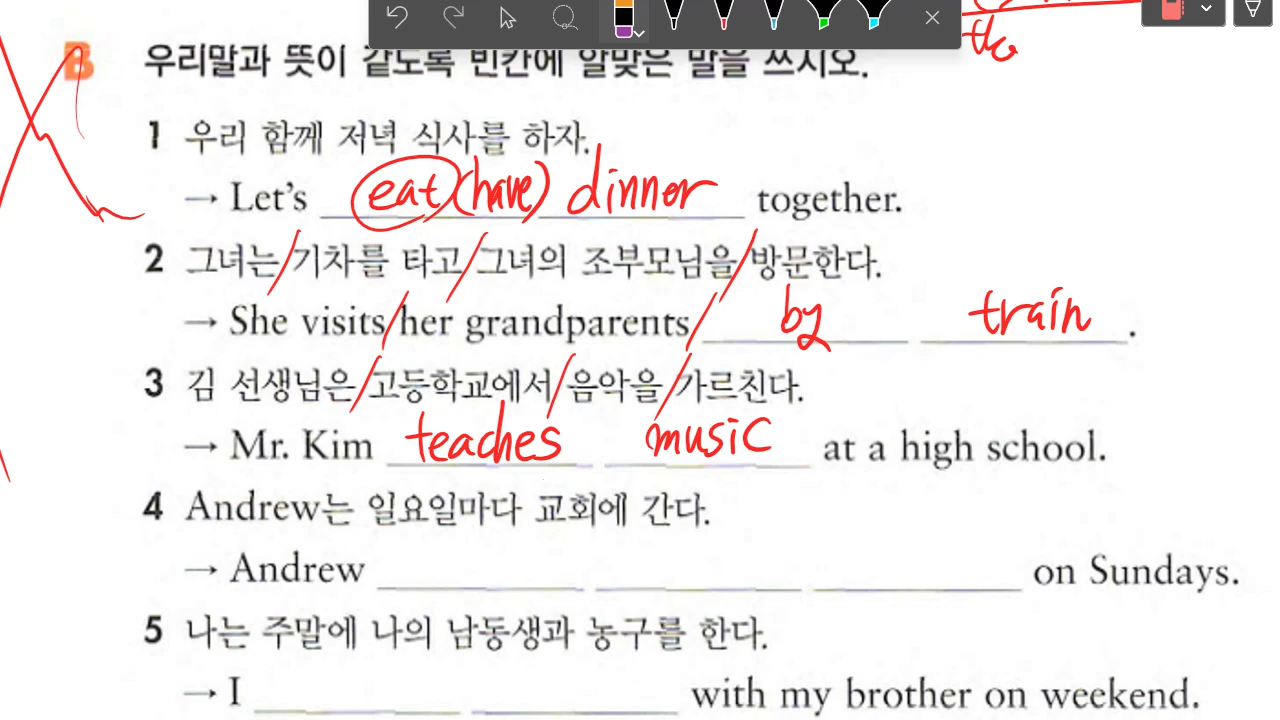 the
B 우리말과 뜻이 같도록 빈칸에 알맞은 말을 쓰시오.
1 우리 함께 저녁 식사를 하자.
→ Let's eat (have) dinner together.
2 그녀는/기차를 타고/그녀의 조부모님을/방문한다.
→ She visits/her grandparents/ by train.
3 김 선생님은/고등학교에서/음악을/가르친다.
→ Mr. Kim teaches music at a high school.
4 Andrew는 일요일마다 교회에 간다.
→ Andrew on Sundays.
5 나는 주말에 나의 남동생과 농구를 한다.
→ I with my brother on weekend.